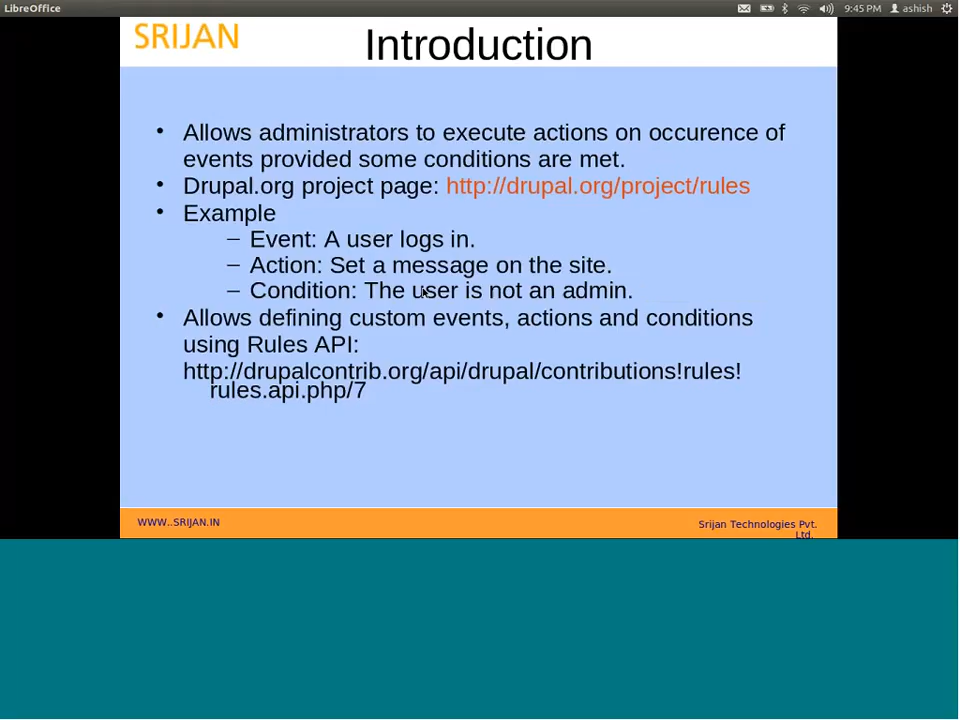 LibreOffice
9:45 PM
ashish
SRIJAN
Introduction
• Allows administrators to execute actions on occurence of
events provided some conditions are met.
• Drupal.org project page: http://drupal.org/project/rules
• Example
– Event: A user logs in.
– Action: Set a message on the site.
– Condition: The user is not an admin.
• Allows defining custom events, actions and conditions
using Rules API:
http://drupalcontrib.org/api/drupal/contributions!rules!
rules.api.php/7
WWW..SRIJAN.IN
Srijan Technologies Pvt.
Ltd.